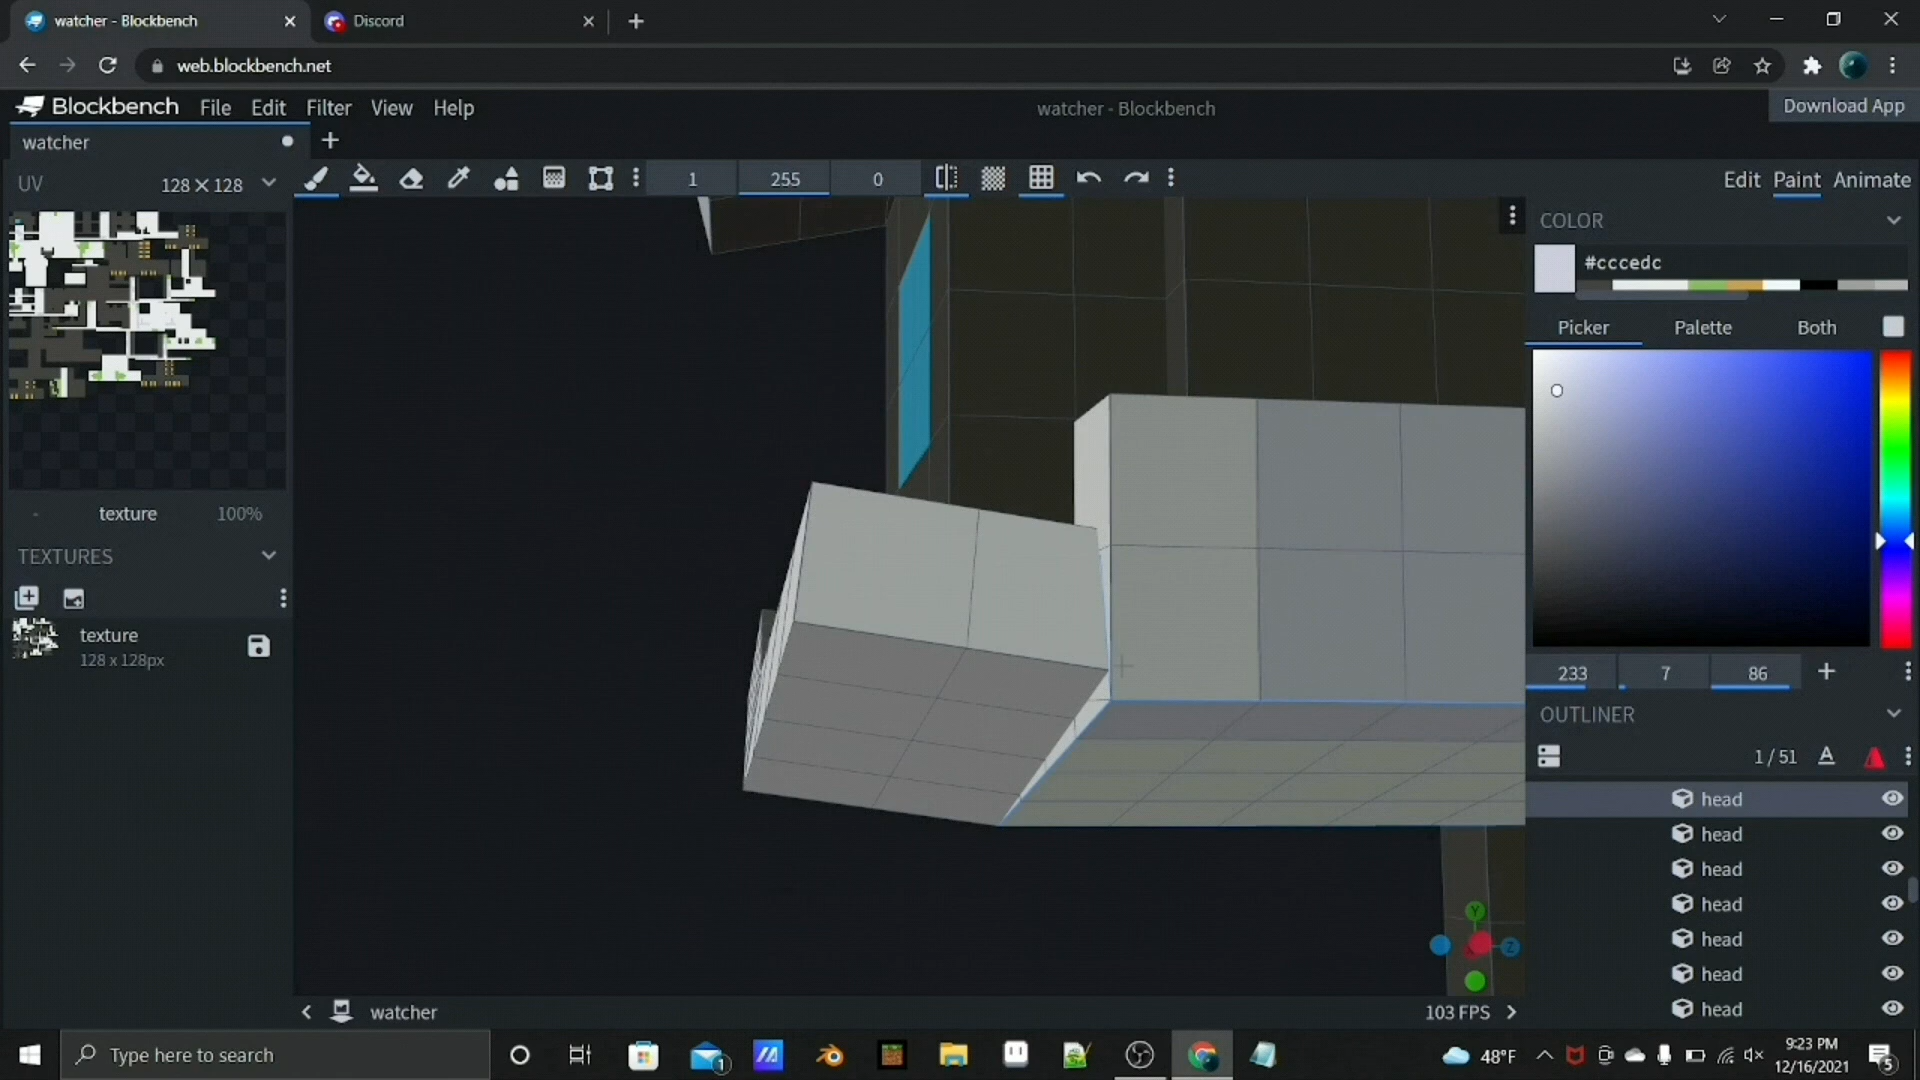 watcher - Blockbench
Discord
web.blockbench.net
Blockbench File Edit Filter View Help
watcher - Blockbench
Download App
watcher
UV 128 × 128
1 255 0
Edit Paint Animate
COLOR
#cccedc
Picker Palette Both
- texture 100%
TEXTURES
texture
128 x 128px
233 7 86
OUTLINER
1 / 51
head
head
head
head
head
head
head
Y
Z
watcher
103 FPS
Type here to search
1
48°F
9:23 PM
12/16/2021
5